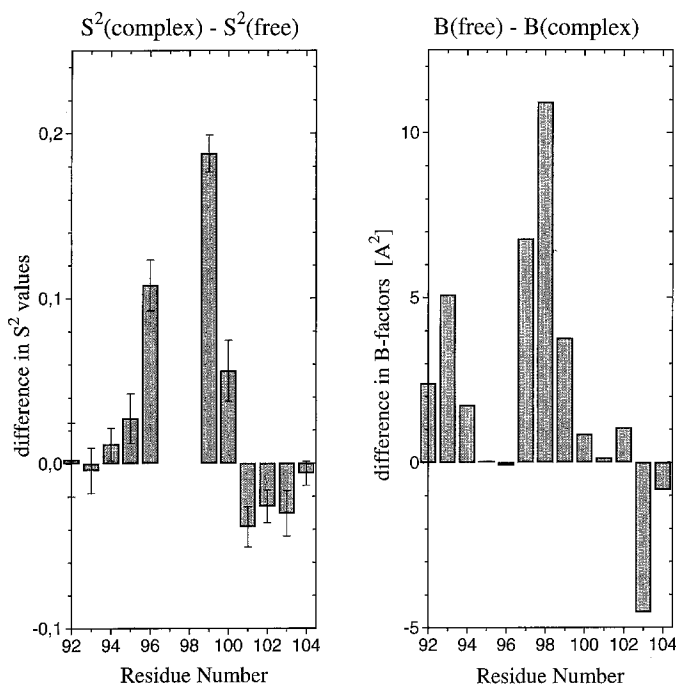 S²(complex) - S²(free)
0,2
0,1
0,0
-0,1
difference in S² values
92 94 96 98 100 102 104
Residue Number
B(free) - B(complex)
10
5
0
-5
difference in B-factors [A²]
92 94 96 98 100 102 104
Residue Number